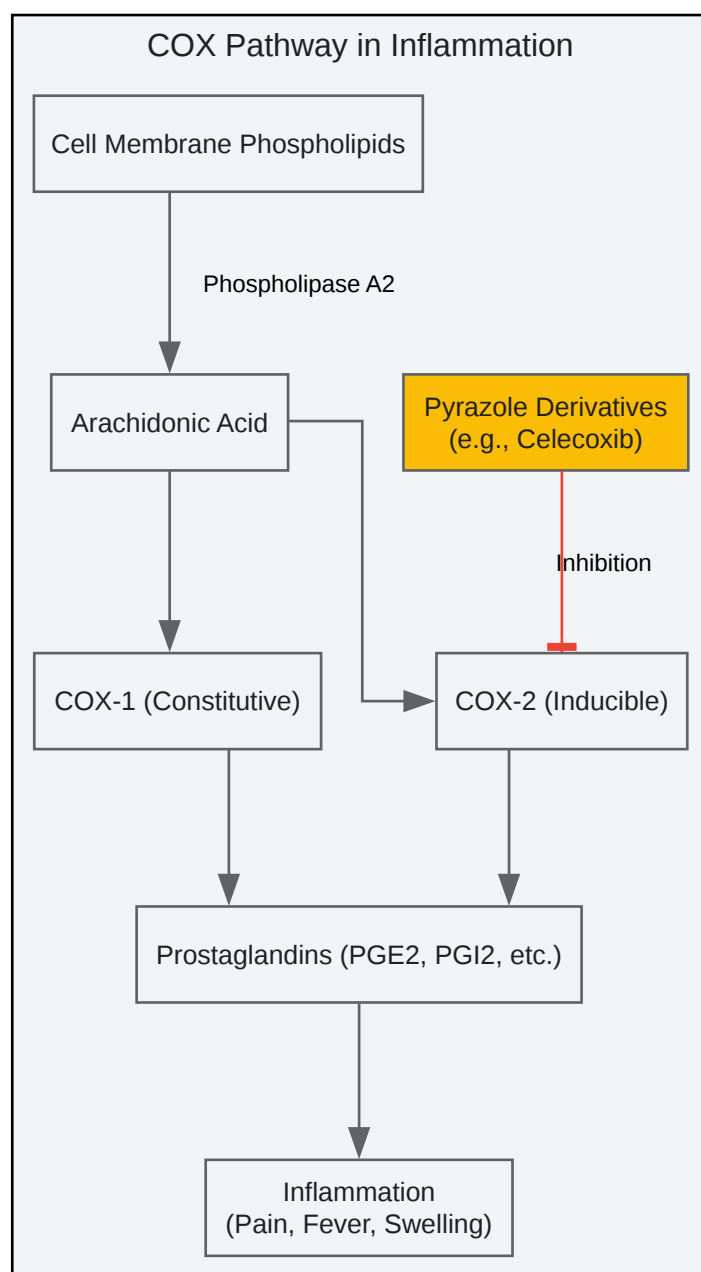 COX Pathway in Inflammation
Cell Membrane Phospholipids
Phospholipase A2
Arachidonic Acid
Pyrazole Derivatives
(e.g., Celecoxib)
Inhibition
COX-1 (Constitutive)
COX-2 (Inducible)
Prostaglandins (PGE2, PGI2, etc.)
Inflammation
(Pain, Fever, Swelling)